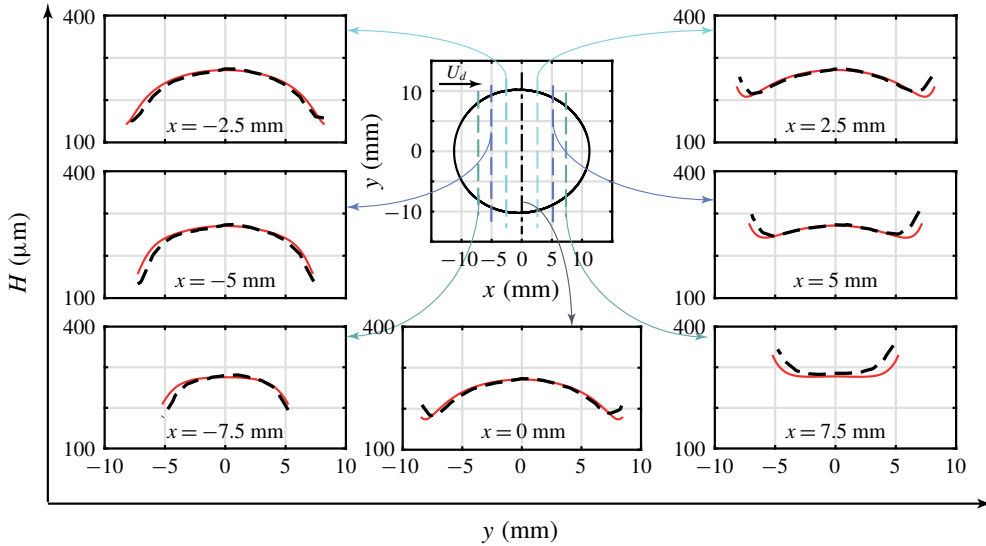 400
100
x = −2.5 mm
400
100
x = −5 mm
400
100
−10 −5 0 5 10
x = −7.5 mm
U_d
10
0
−10
−10 −5 0 5 10
y (mm)
x (mm)
400
100
−10 −5 0 5 10
x = 0 mm
400
100
x = 2.5 mm
400
100
x = 5 mm
400
100
−10 −5 0 5 10
x = 7.5 mm
H (μm)
y (mm)